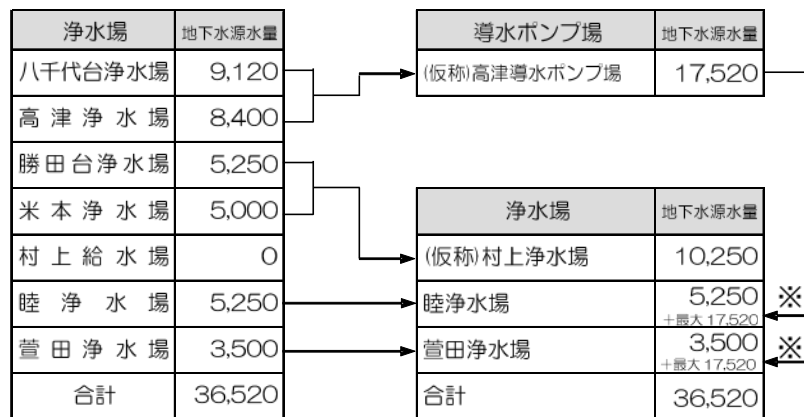 浄水場 地下水源水量
八千代台浄水場 9,120
高津浄水場 8,400
勝田台浄水場 5,250
米本浄水場 5,000
村上給水場 0
睦浄水場 5,250
萱田浄水場 3,500
合計 36,520
導水ポンプ場 地下水源水量
(仮称)高津導水ポンプ場 17,520
浄水場 地下水源水量
(仮称)村上浄水場 10,250
睦浄水場 5,250 ※
+最大 17,520
萱田浄水場 3,500 ※
+最大 17,520
合計 36,520